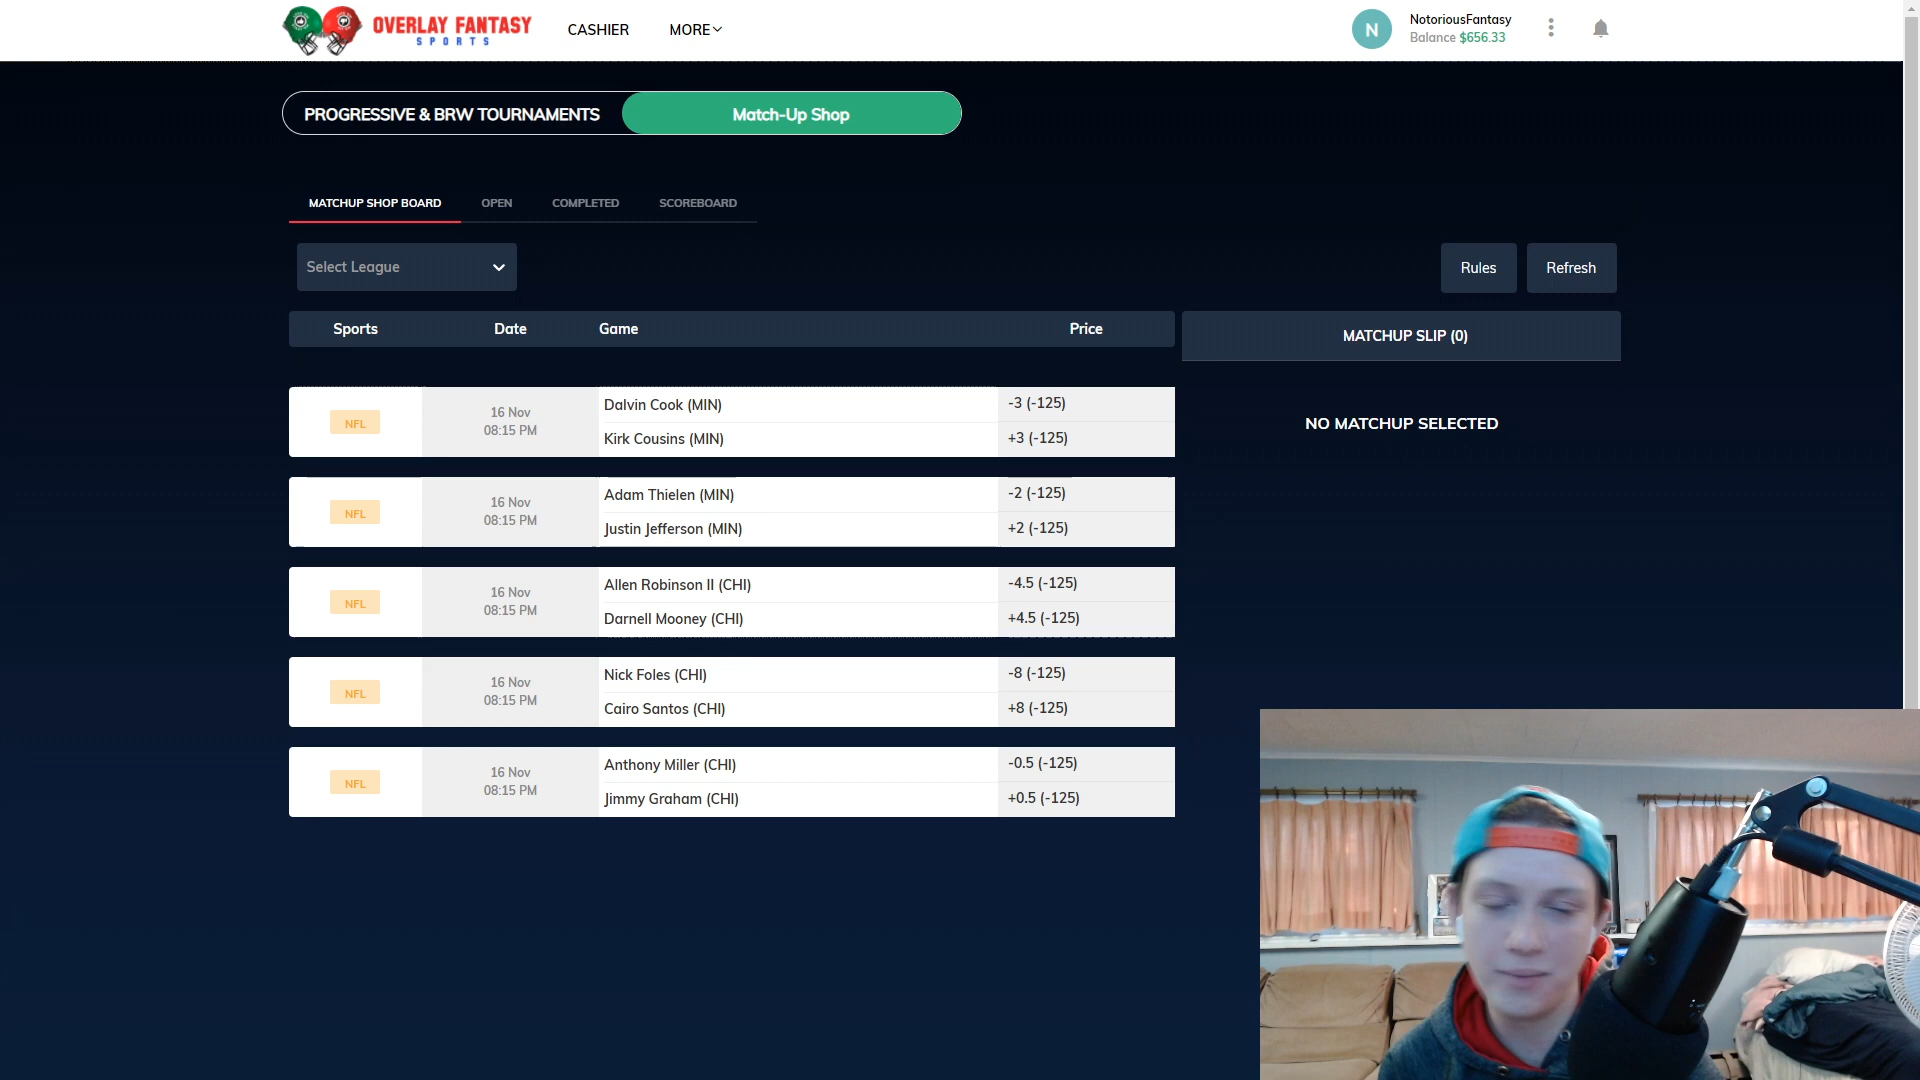 OVERLAY FANTASY
SPORTS
CASHIER
MORE
N
NotoriousFantasy
Balance $656.33
PROGRESSIVE & BRW TOURNAMENTS
Match-Up Shop
MATCHUP SHOP BOARD
OPEN
COMPLETED
SCOREBOARD
Select League
Rules
Refresh
Sports
Date
Game
Price
MATCHUP SLIP (0)
NO MATCHUP SELECTED
NFL
16 Nov
08:15 PM
Dalvin Cook (MIN)
-3 (-125)
Kirk Cousins (MIN)
+3 (-125)
NFL
16 Nov
08:15 PM
Adam Thielen (MIN)
-2 (-125)
Justin Jefferson (MIN)
+2 (-125)
NFL
16 Nov
08:15 PM
Allen Robinson II (CHI)
-4.5 (-125)
Darnell Mooney (CHI)
+4.5 (-125)
NFL
16 Nov
08:15 PM
Nick Foles (CHI)
-8 (-125)
Cairo Santos (CHI)
+8 (-125)
NFL
16 Nov
08:15 PM
Anthony Miller (CHI)
-0.5 (-125)
Jimmy Graham (CHI)
+0.5 (-125)